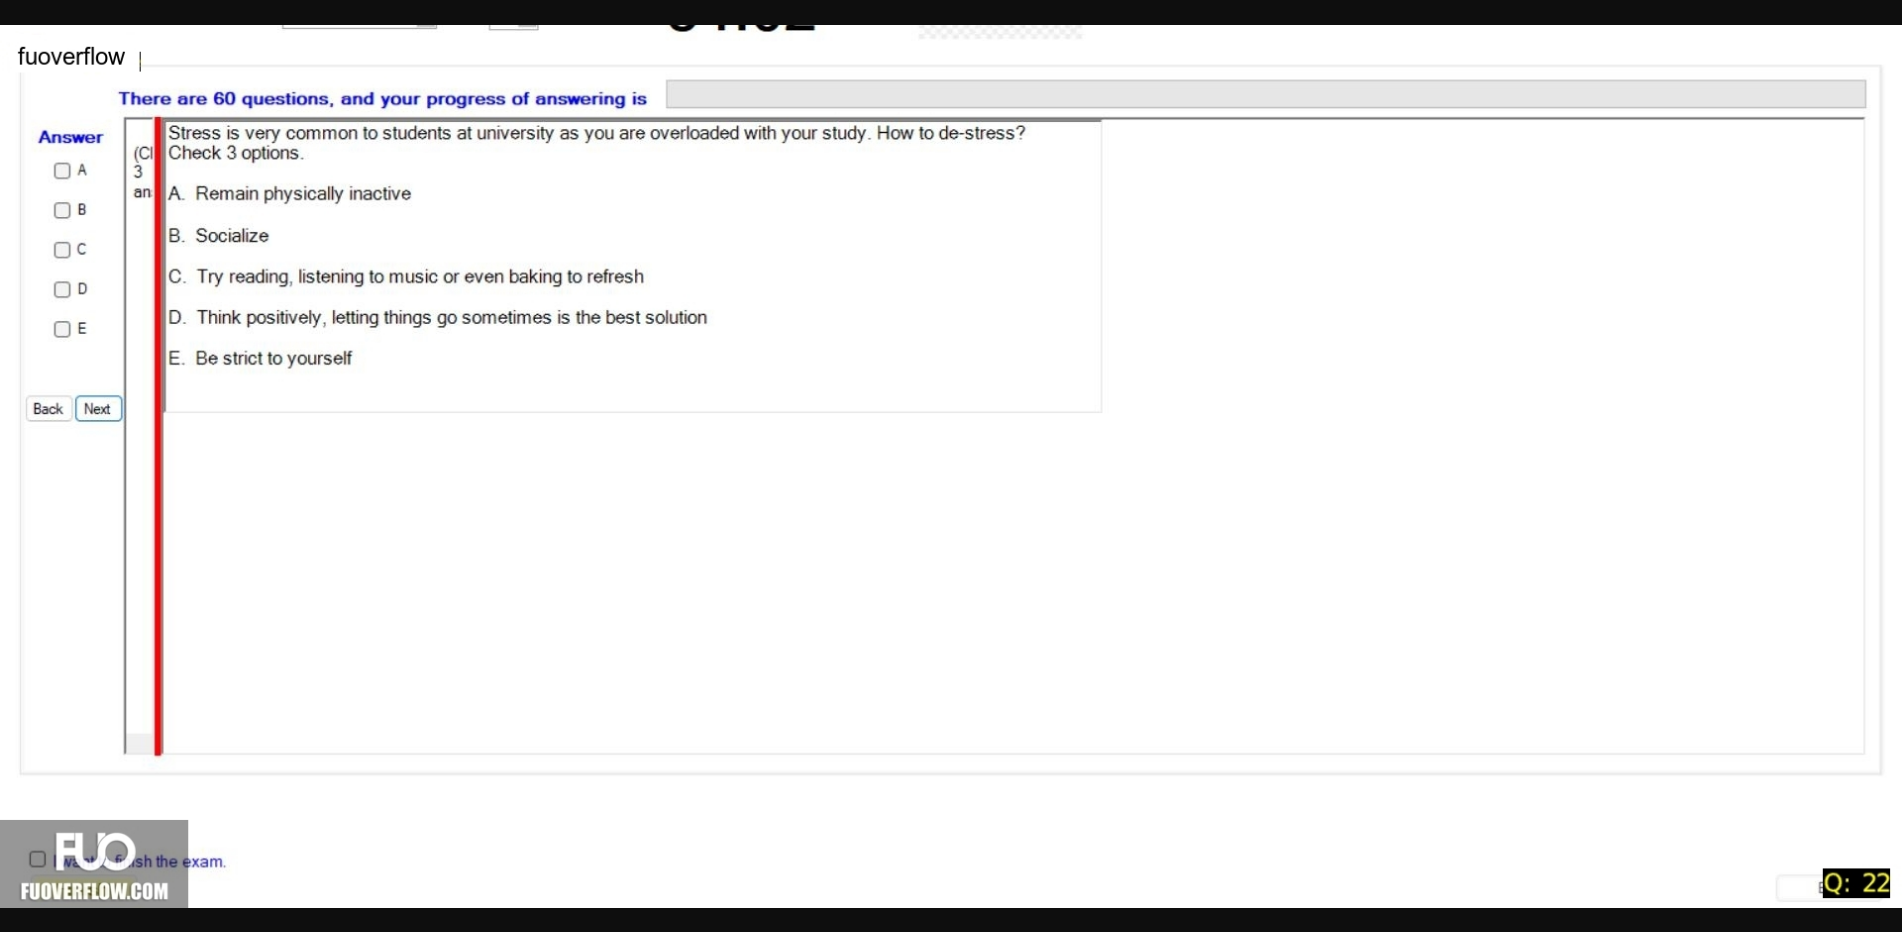 fuoverflow
There are 60 questions, and your progress of answering is
Answer
A
B
C
D
E
Back Next
(Cl
3
an
Stress is very common to students at university as you are overloaded with your study. How to de-stress?
Check 3 options.
A. Remain physically inactive
B. Socialize
C. Try reading, listening to music or even baking to refresh
D. Think positively, letting things go sometimes is the best solution
E. Be strict to yourself
FUO
the exam.
FUOVERFLOW.COM
Q: 22